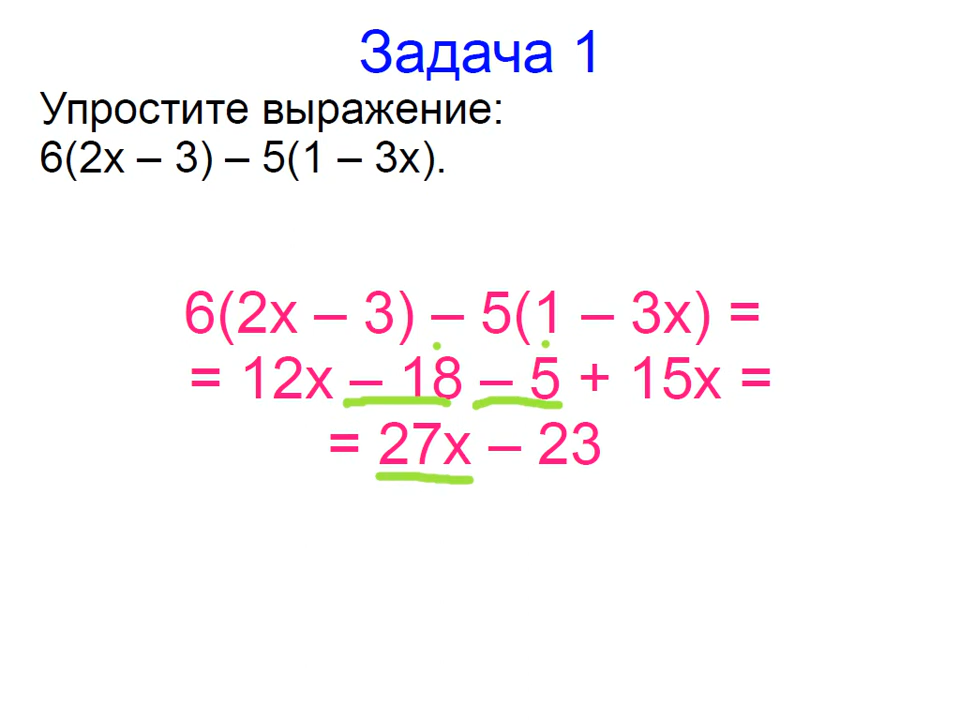 Задача 1
Упростите выражение:
6(2x – 3) – 5(1 – 3x).
6(2x – 3) – 5(1 – 3x) =
= 12x – 18 – 5 + 15x =
= 27x – 23